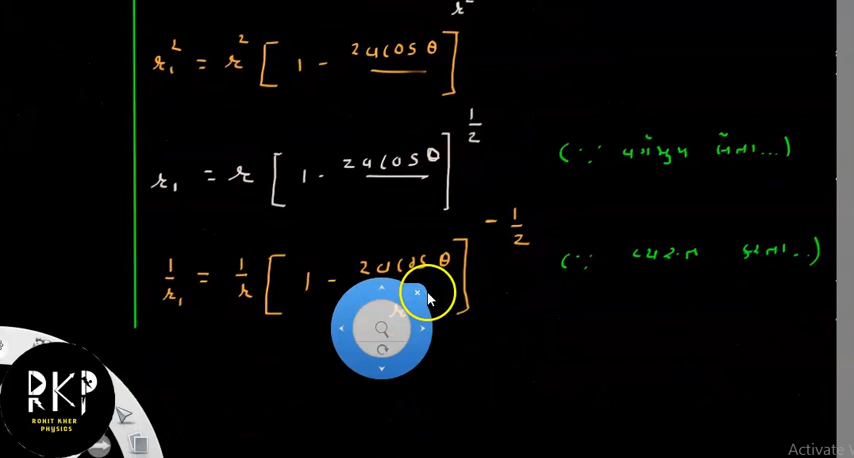 r²
r₁² = r² [ 1 - 2a cos θ ]
r₁ = r [ 1 - 2a cos θ ]^1/2 (∵ વર્ગમૂળ લેતા...)
1/r₁ = 1/r [ 1 - 2a cos θ / r ]^-1/2 (∵ વ્યસ્ત લેતા..)
RKP
ROHIT KHER
PHYSICS
Activate